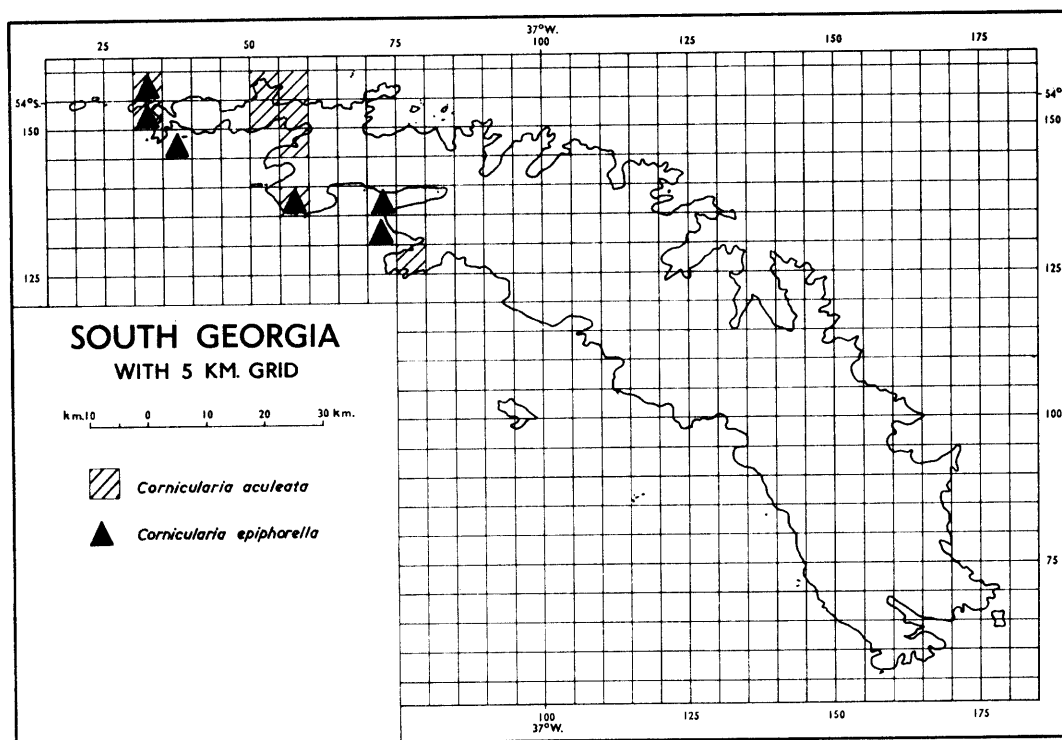 37°W.
25 50 75 100 125 150 175
54°S. 54°
150 150
125 125
SOUTH GEORGIA
WITH 5 KM. GRID
km.10 0 10 20 30 km.
100
Cornicularia aculeata
Cornicularia epiphorella
75
100 125 150 175
37°W.